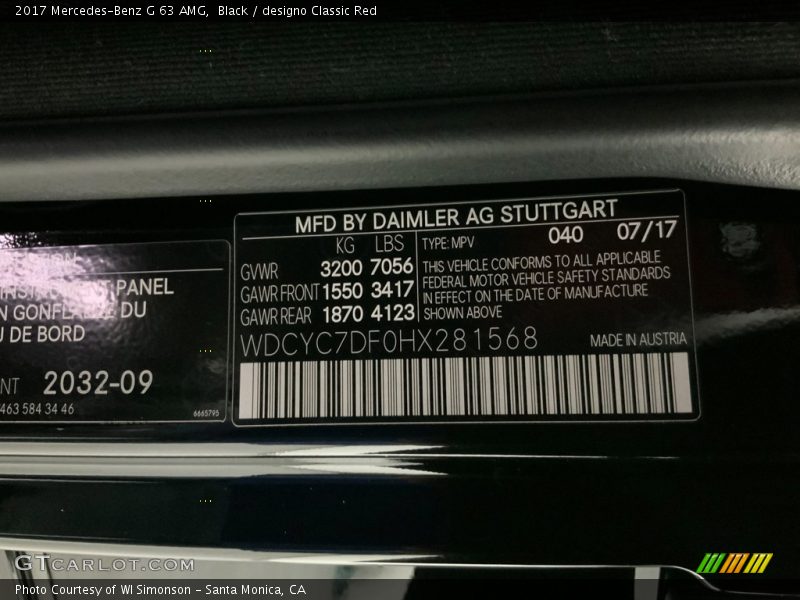 2017 Mercedes-Benz G 63 AMG, Black / designo Classic Red
PANEL
DU
DE BORD
2032-09
463 584 34 46
6665795
MFD BY DAIMLER AG STUTTGART
KG LBS
GVWR 3200 7056
GAWR FRONT 1550 3417
GAWR REAR 1870 4123
TYPE: MPV 040 07/17
THIS VEHICLE CONFORMS TO ALL APPLICABLE
FEDERAL MOTOR VEHICLE SAFETY STANDARDS
IN EFFECT ON THE DATE OF MANUFACTURE
SHOWN ABOVE
WDCYC7DF0HX281568
MADE IN AUSTRIA
GTCARLOT.COM
Photo Courtesy of WI Simonson - Santa Monica, CA